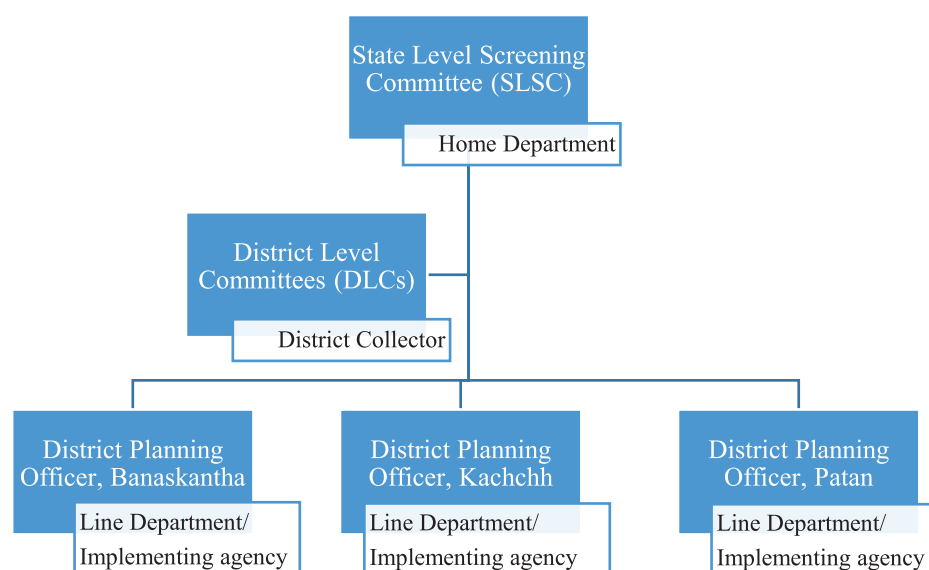 State Level Screening
Committee (SLSC)
Home Department
District Level
Committees (DLCs)
District Collector
District Planning
Officer, Banaskantha
Line Department/
Implementing agency
District Planning
Officer, Kachchh
Line Department/
Implementing agency
District Planning
Officer, Patan
Line Department/
Implementing agency